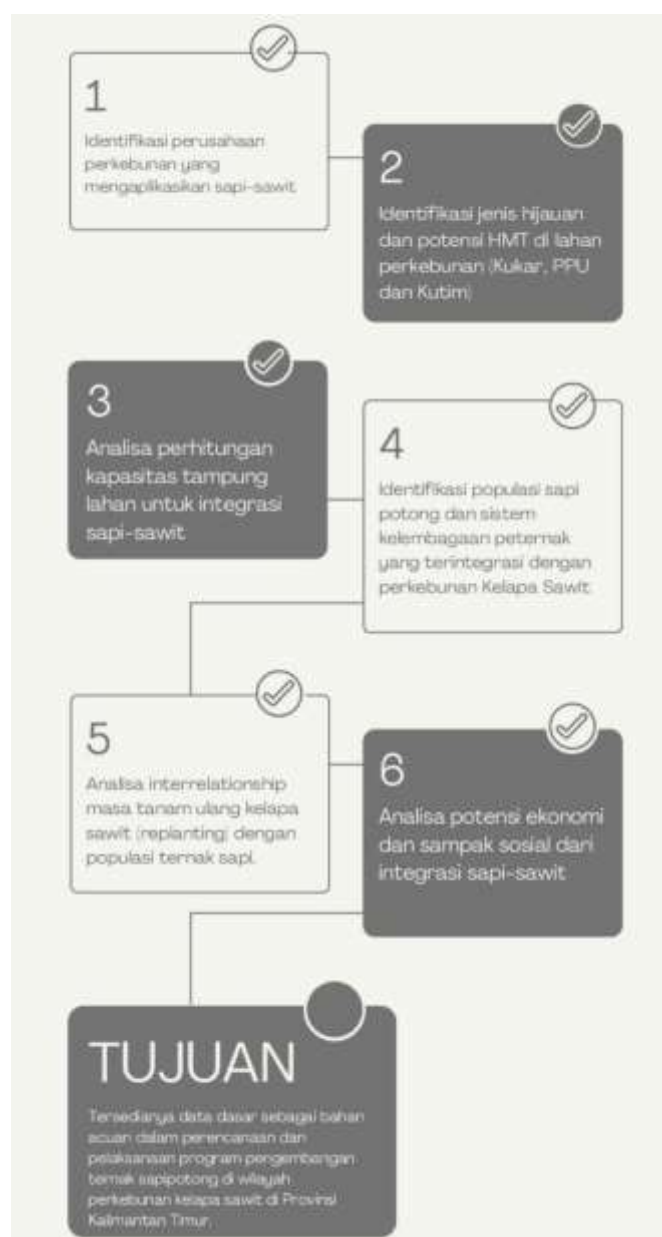 1
Identifikasi perusahaan
perkebunan yang
mengaplikasikan sapi-sawit
2
Identifikasi jenis hijauan
dan potensi HMT di lahan
perkebunan (Kukar, PPU
dan Kutim)
3
Analisa perhitungan
kapasitas tampung
lahan untuk integrasi
sapi-sawit
4
Identifikasi populasi sapi
potong dan sistem
kelembagaan peternak
yang terintegrasi dengan
perkebunan Kelapa Sawit
5
Analisa interrelationship
masa tanam ulang kelapa
sawit (replanting) dengan
populasi ternak sapi.
6
Analisa potensi ekonomi
dan sampak sosial dari
integrasi sapi-sawit
TUJUAN
Tersedianya data dasar sebagai bahan
acuan dalam perencanaan dan
pelaksanaan program pengembangan
ternak sapipotong di wilayah
perkebunan kelapa sawit di Provinsi
Kalimantan Timur.